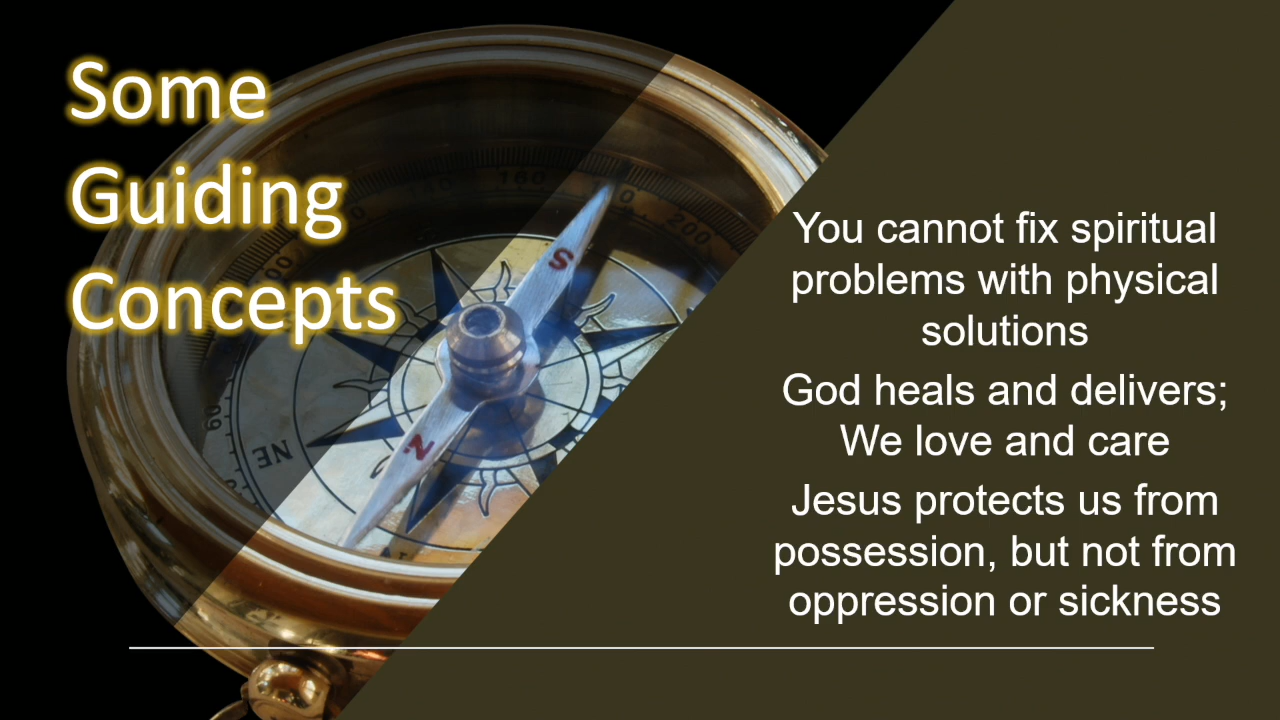 Some
Guiding
Concepts
You cannot fix spiritual
problems with physical
solutions
God heals and delivers;
We love and care
Jesus protects us from
possession, but not from
oppression or sickness
160
200
S
N
NE
60